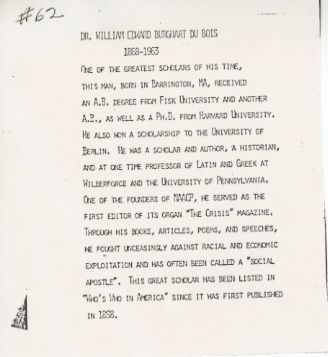 #62
DR. WILLIAM EDWARD BURGHART DU BOIS
1868-1963
ONE OF THE GREATEST SCHOLARS OF HIS TIME,
THIS MAN, BORN IN BARRINGTON, MA, RECEIVED
AN A.B. DEGREE FROM FISK UNIVERSITY AND ANOTHER
A.B., AS WELL AS A PH.D. FROM HARVARD UNIVERSITY.
HE ALSO WON A SCHOLARSHIP TO THE UNIVERSITY OF
BERLIN. HE WAS A SCHOLAR AND AUTHOR, A HISTORIAN,
AND AT ONE TIME PROFESSOR OF LATIN AND GREEK AT
WILBERFORCE AND THE UNIVERSITY OF PENNSYLVANIA.
ONE OF THE FOUNDERS OF NAACP, HE SERVED AS THE
FIRST EDITOR OF ITS ORGAN "THE CRISIS" MAGAZINE.
THROUGH HIS BOOKS, ARTICLES, POEMS, AND SPEECHES,
HE FOUGHT UNCEASINGLY AGAINST RACIAL AND ECONOMIC
EXPLOITATION AND HAS OFTEN BEEN CALLED A "SOCIAL
APOSTLE". THIS GREAT SCHOLAR HAS BEEN LISTED IN
"WHO'S WHO IN AMERICA" SINCE IT WAS FIRST PUBLISHED
IN 1898.